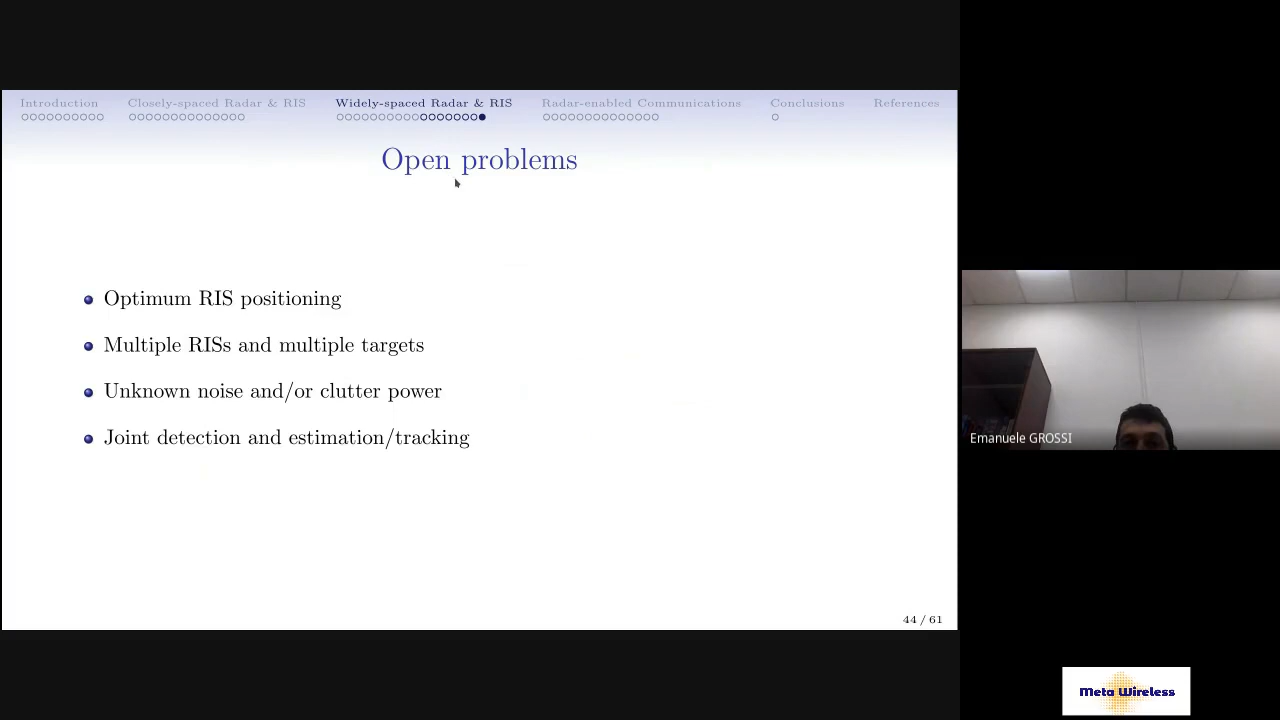 Introduction Closely-spaced Radar & RIS Widely-spaced Radar & RIS Radar-enabled Communications Conclusions References
Open problems
Optimum RIS positioning
Multiple RISs and multiple targets
Unknown noise and/or clutter power
Joint detection and estimation/tracking
44 / 61
Emanuele GROSSI
Meta Wireless